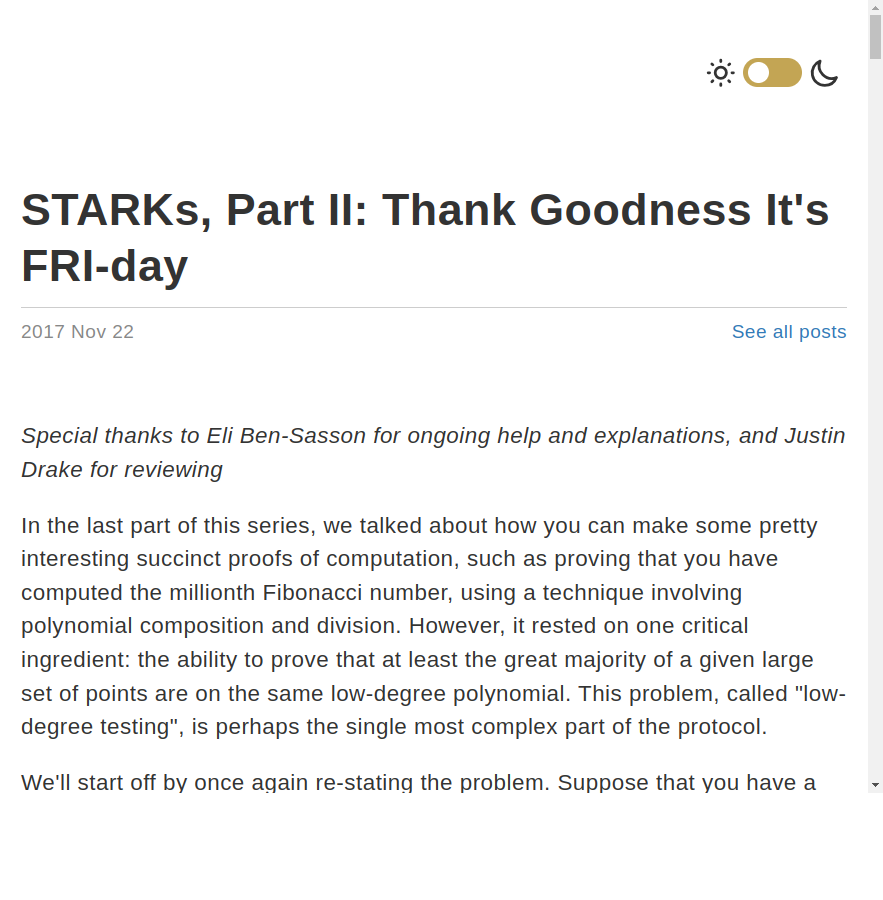 STARKs, Part II: Thank Goodness It's
FRI-day
2017 Nov 22
See all posts
Special thanks to Eli Ben-Sasson for ongoing help and explanations, and Justin
Drake for reviewing
In the last part of this series, we talked about how you can make some pretty
interesting succinct proofs of computation, such as proving that you have
computed the millionth Fibonacci number, using a technique involving
polynomial composition and division. However, it rested on one critical
ingredient: the ability to prove that at least the great majority of a given large
set of points are on the same low-degree polynomial. This problem, called "low-
degree testing", is perhaps the single most complex part of the protocol.
We'll start off by once again re-stating the problem. Suppose that you have a